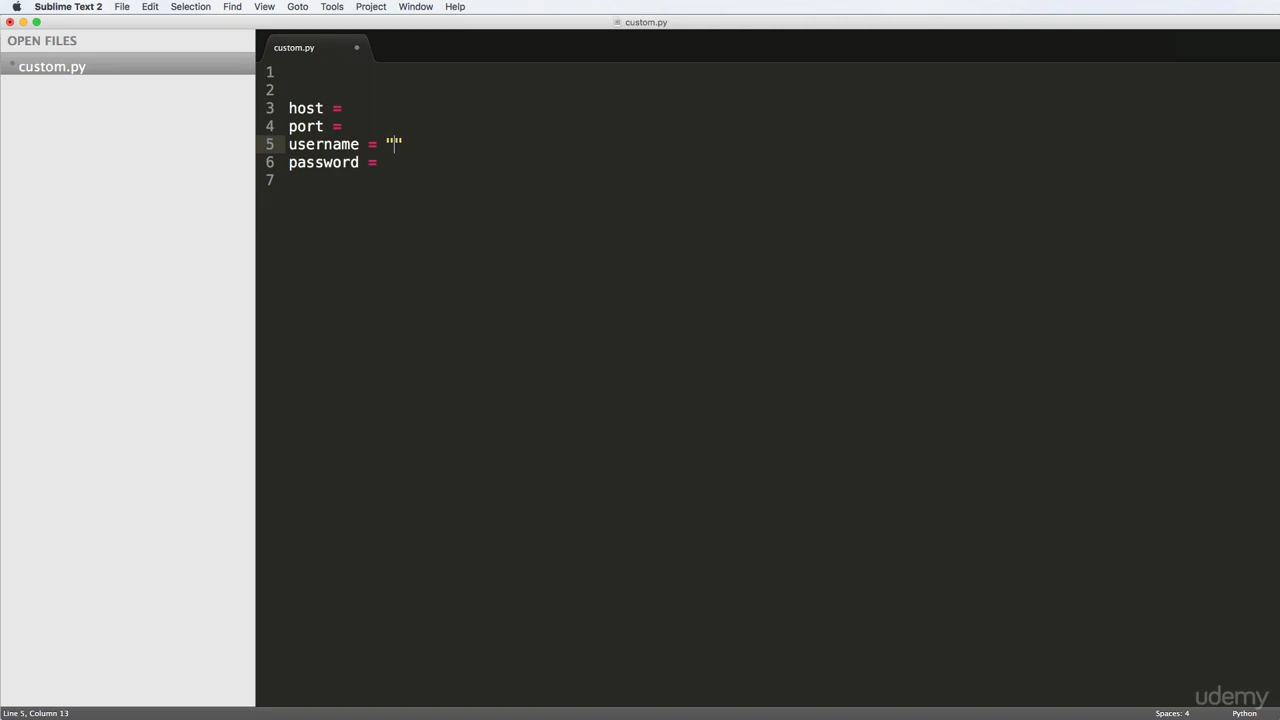 Sublime Text 2 File Edit Selection Find View Goto Tools Project Window Help
custom.py
OPEN FILES
custom.py
custom.py
1
2
3 host =
4 port =
5 username = ""
6 password =
7
udemy
Line 5, Column 13 Spaces: 4 Python